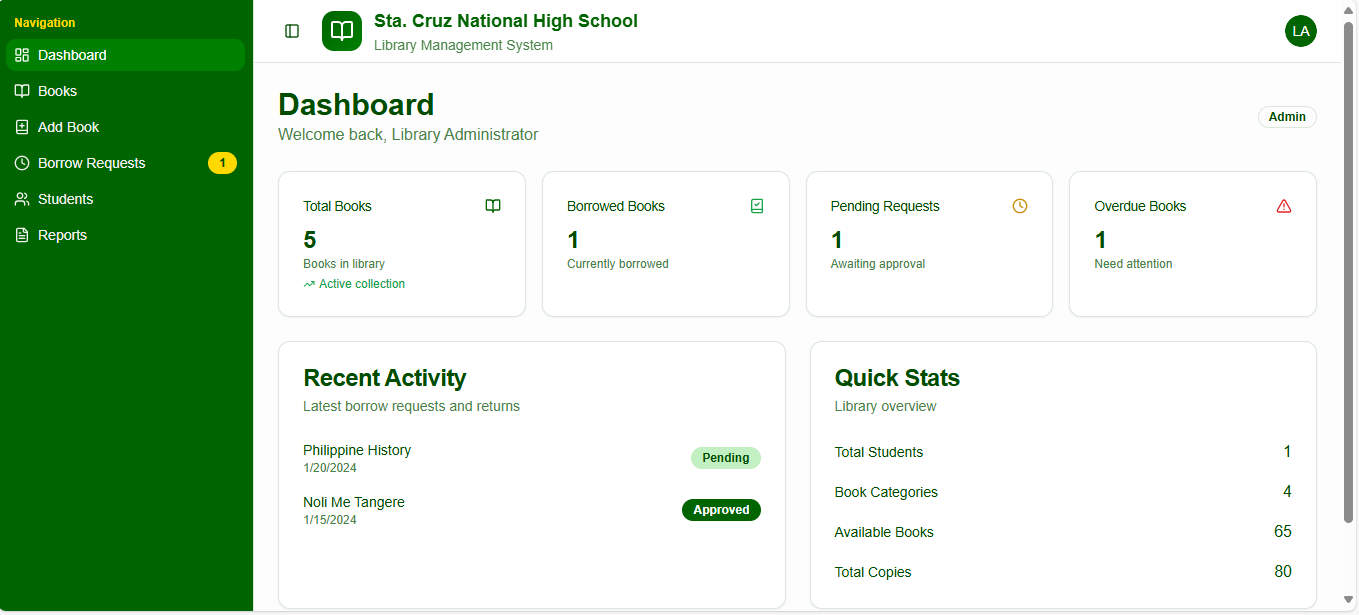 Navigation
Dashboard
Books
Add Book
Borrow Requests 1
Students
Reports
Sta. Cruz National High School
Library Management System
LA
Dashboard
Welcome back, Library Administrator
Admin
Total Books
5
Books in library
Active collection
Borrowed Books
1
Currently borrowed
Pending Requests
1
Awaiting approval
Overdue Books
1
Need attention
Recent Activity
Latest borrow requests and returns
Philippine History
1/20/2024
Pending
Noli Me Tangere
1/15/2024
Approved
Quick Stats
Library overview
Total Students 1
Book Categories 4
Available Books 65
Total Copies 80